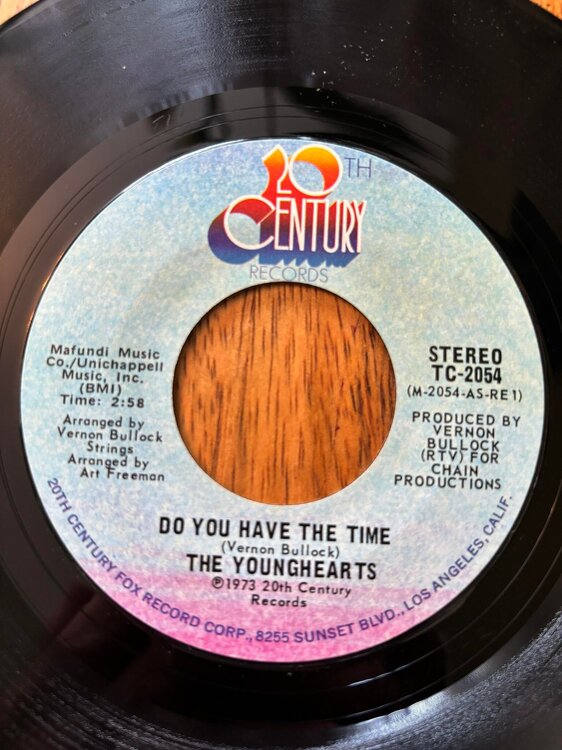 20TH
CENTURY
RECORDS
Mafundi Music
Co./Unichappell
Music, Inc.
(BMI)
Time: 2:58
Arranged by
Vernon Bullock
Strings
Arranged by
Art Freeman
STEREO
TC-2054
(M-2054-AS-RE1)
PRODUCED BY
VERNON
BULLOCK
(RTV) FOR
CHAIN
PRODUCTIONS
DO YOU HAVE THE TIME
(Vernon Bullock)
THE YOUNGHEARTS
℗1973 20th Century
Records
20TH CENTURY FOX RECORD CORP., 8255 SUNSET BLVD., LOS ANGELES, CALIF.